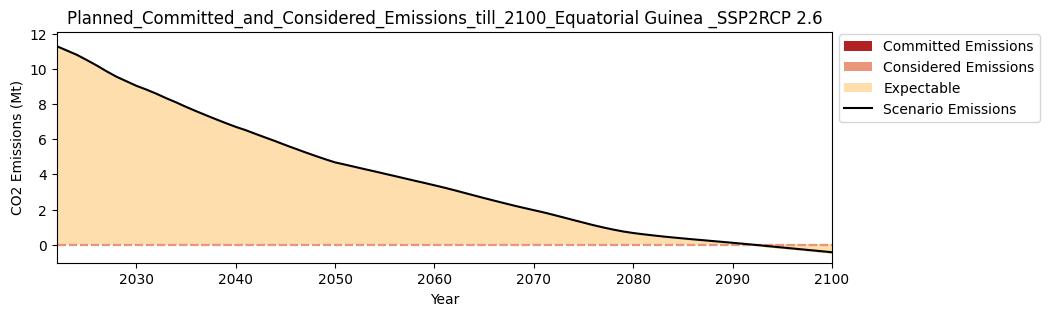 Planned_Committed_and_Considered_Emissions_till_2100_Equatorial Guinea _SSP2RCP 2.6
12
10
8
6
4
2
0
CO2 Emissions (Mt)
2030 2040 2050 2060 2070 2080 2090 2100
Year
Committed Emissions
Considered Emissions
Expectable
Scenario Emissions